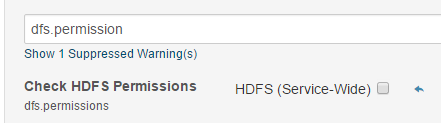 dfs.permission
Show 1 Suppressed Warning(s)
Check HDFS Permissions HDFS (Service-Wide)
dfs.permissions